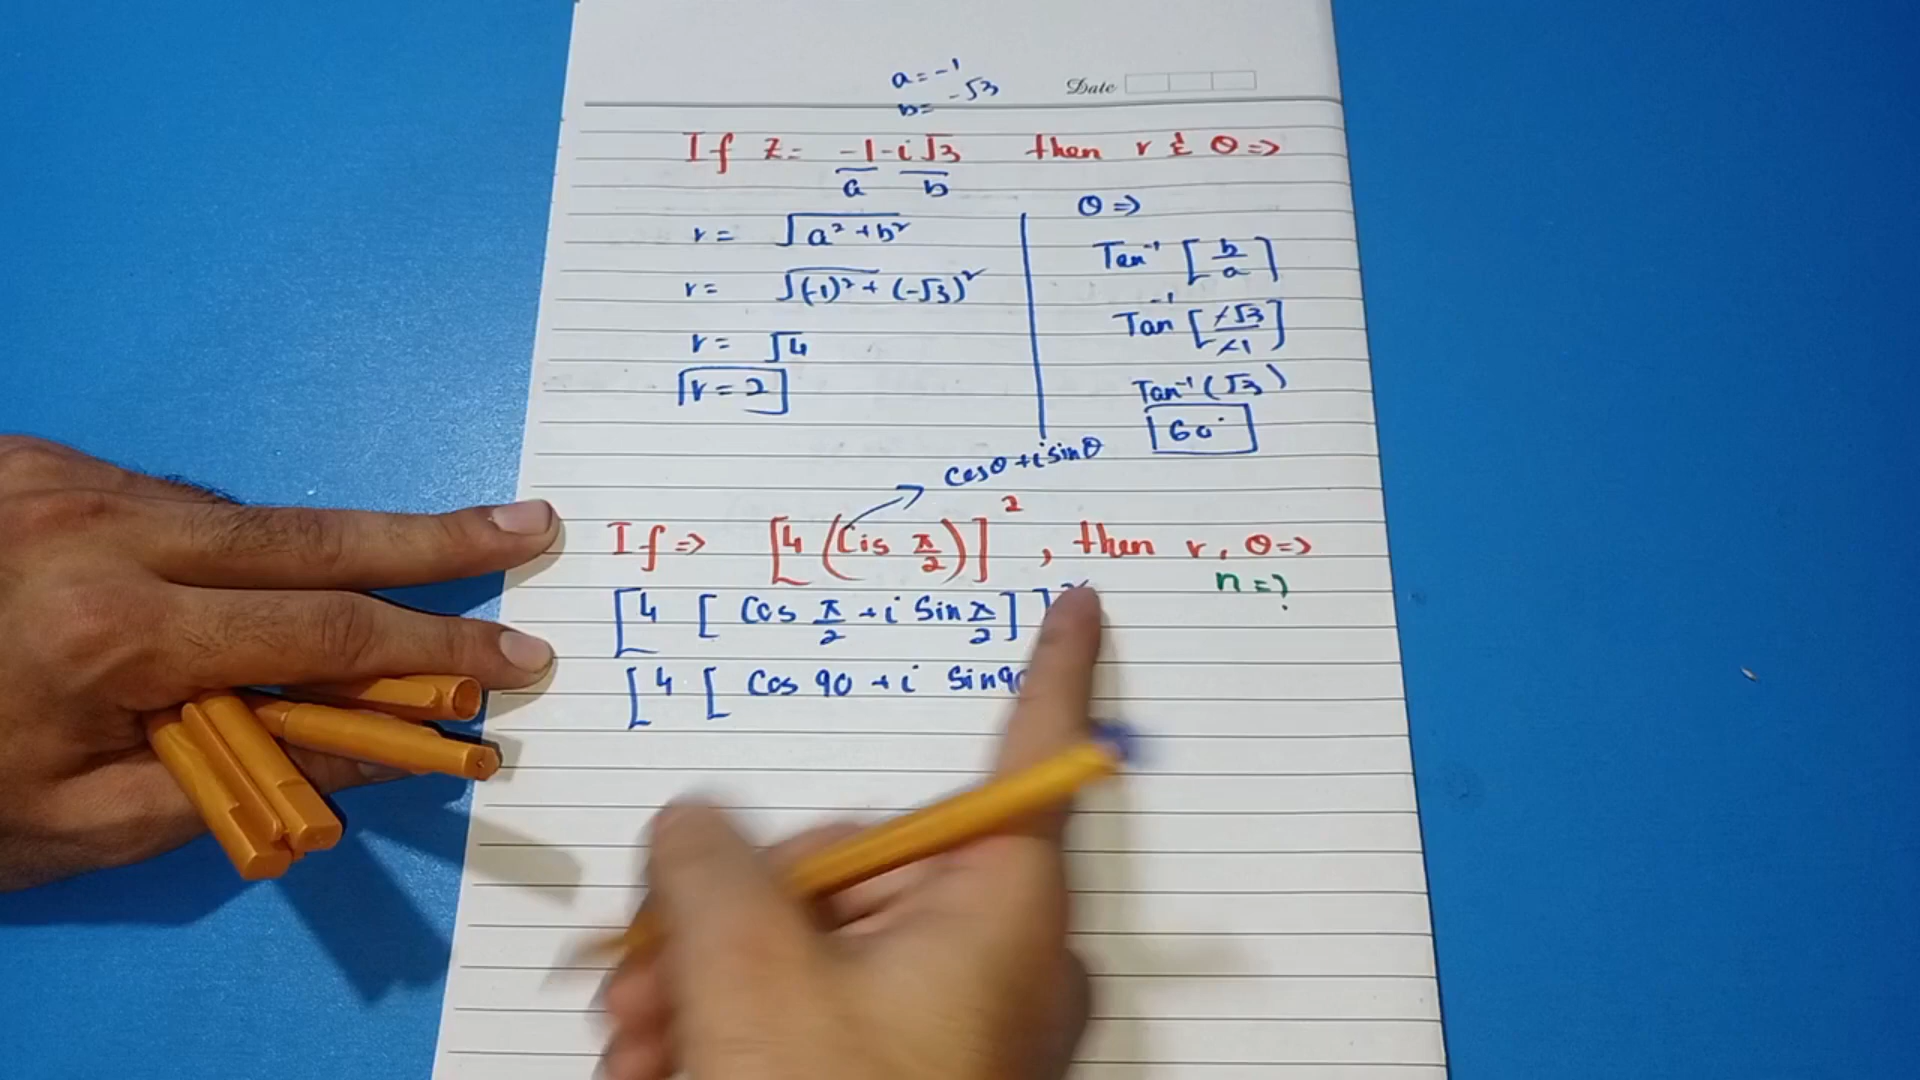 a = -1
b = -√3
Date
If Z = -1 - i√3 then r & θ ⇒
a b
r = √a² + b²
r = √(-1)² + (-√3)²
r = √4
r = 2
θ ⇒
Tan⁻¹ [b/a]
Tan⁻¹ [-√3/-1]
Tan⁻¹ (√3)
60°
cosθ + i sinθ
If ⇒ [4 (Cis π/2)]², then r, θ ⇒
n = ?
[4 [ Cos π/2 + i Sin π/2 ] ]²
[4 [ Cos 90 + i Sin 90